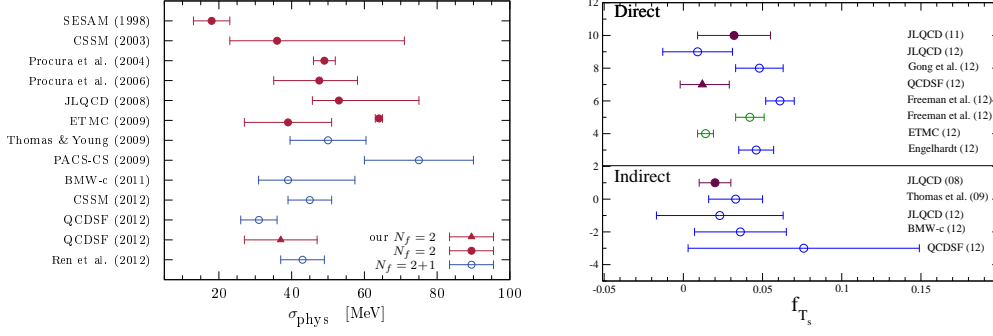 SESAM (1998)
CSSM (2003)
Procura et al. (2004)
Procura et al. (2006)
JLQCD (2008)
ETMC (2009)
Thomas & Young (2009)
PACS-CS (2009)
BMW-c (2011)
CSSM (2012)
QCDSF (2012)
QCDSF (2012)
Ren et al. (2012)
our N_f = 2
N_f = 2
N_f = 2+1
20 40 60 80 100
σ_phys [MeV]
12
10
8
6
4
2
0
-2
-4
Direct
JLQCD (11)
JLQCD (12)
Gong et al. (12)
QCDSF (12)
Freeman et al. (12)
Freeman et al. (12)
ETMC (12)
Engelhardt (12)
Indirect
JLQCD (08)
Thomas et al. (09)
JLQCD (12)
BMW-c (12)
QCDSF (12)
-0.05 0 0.05 0.1 0.15
f_{T_s}